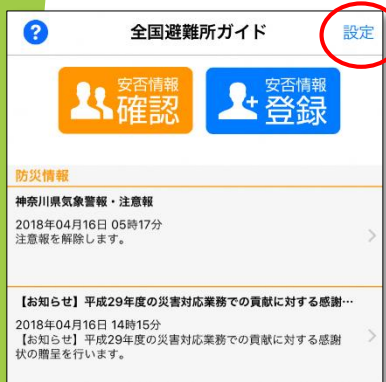 ?
全国避難所ガイド
設定
安否情報
確認
安否情報
登録
防災情報
神奈川県気象警報・注意報
2018年04月16日 05時17分
注意報を解除します。
【お知らせ】平成29年度の災害対応業務での貢献に対する感謝…
2018年04月16日 14時15分
【お知らせ】平成29年度の災害対応業務での貢献に対する感謝
状の贈呈を行います。